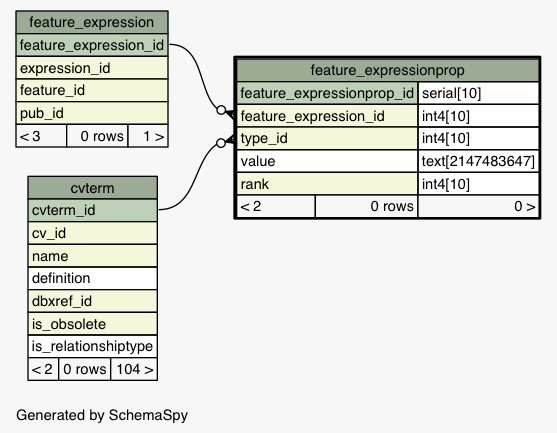 feature_expression
feature_expression_id
expression_id
feature_id
pub_id
< 3 0 rows 1 >
feature_expressionprop
feature_expressionprop_id serial[10]
feature_expression_id int4[10]
type_id int4[10]
value text[2147483647]
rank int4[10]
< 2 0 rows 0 >
cvterm
cvterm_id
cv_id
name
definition
dbxref_id
is_obsolete
is_relationshiptype
< 2 0 rows 104 >
Generated by SchemaSpy